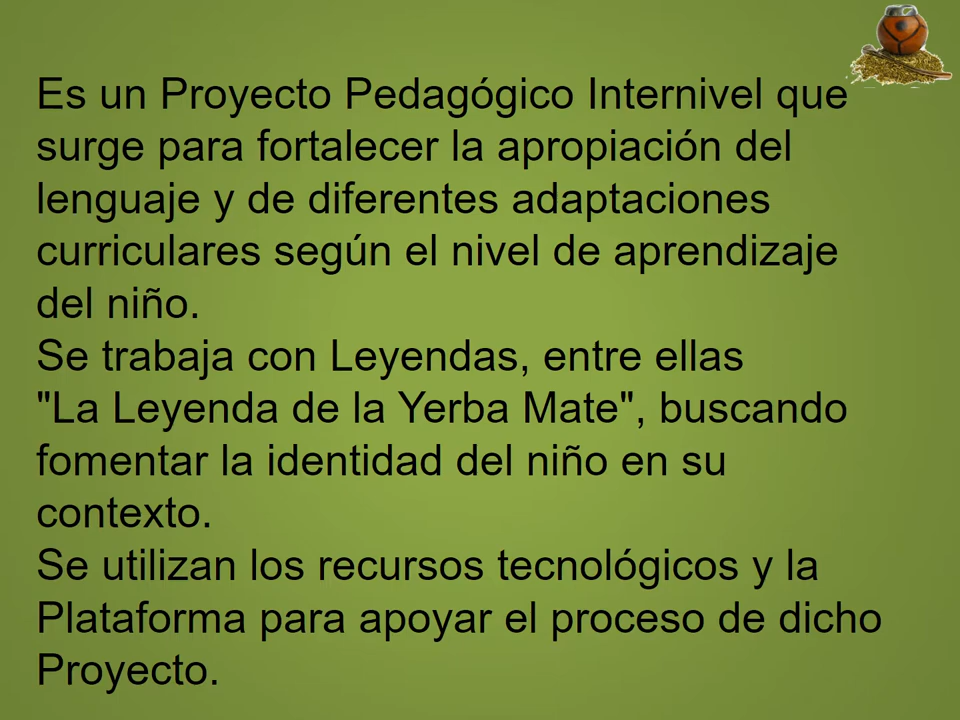 Es un Proyecto Pedagógico Internivel que
surge para fortalecer la apropiación del
lenguaje y de diferentes adaptaciones
curriculares según el nivel de aprendizaje
del niño.
Se trabaja con Leyendas, entre ellas
"La Leyenda de la Yerba Mate", buscando
fomentar la identidad del niño en su
contexto.
Se utilizan los recursos tecnológicos y la
Plataforma para apoyar el proceso de dicho
Proyecto.